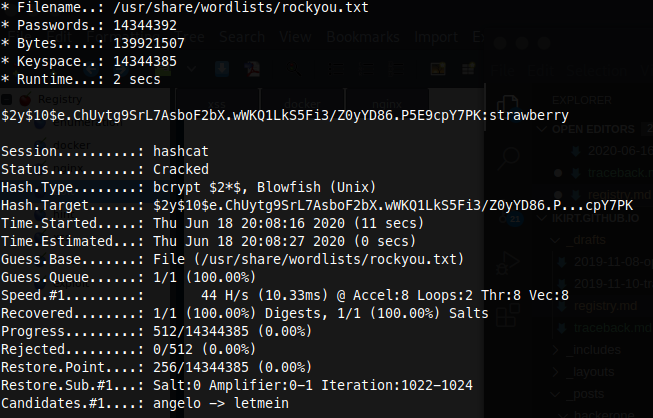 * Filename..: /usr/share/wordlists/rockyou.txt
* Passwords.: 14344392
* Bytes.....: 139921507
* Keyspace..: 14344385
* Runtime...: 2 secs
$2y$10$e.ChUytg9SrL7AsboF2bX.wWKQ1LkS5Fi3/Z0yYD86.P5E9cpY7PK:strawberry
Session..........: hashcat
Status...........: Cracked
Hash.Type........: bcrypt $2*$, Blowfish (Unix)
Hash.Target......: $2y$10$e.ChUytg9SrL7AsboF2bX.wWKQ1LkS5Fi3/Z0yYD86.P...cpY7PK
Time.Started.....: Thu Jun 18 20:08:16 2020 (11 secs)
Time.Estimated...: Thu Jun 18 20:08:27 2020 (0 secs)
Guess.Base.......: File (/usr/share/wordlists/rockyou.txt)
Guess.Queue......: 1/1 (100.00%)
Speed.#1.........:       44 H/s (10.33ms) @ Accel:8 Loops:2 Thr:8 Vec:8
Recovered........: 1/1 (100.00%) Digests, 1/1 (100.00%) Salts
Progress.........: 512/14344385 (0.00%)
Rejected.........: 0/512 (0.00%)
Restore.Point....: 256/14344385 (0.00%)
Restore.Sub.#1...: Salt:0 Amplifier:0-1 Iteration:1022-1024
Candidates.#1....: angelo -> letmein
View Bookmarks Import
Registry
docker
EXPLORER
OPEN EDITORS
2020-06-16
traceback.m
registry.md
IKIRT.GITHUB.IO
_drafts
2019-11-08
2019-11-10
registry.md
traceback.md
_includes
_layouts
_posts